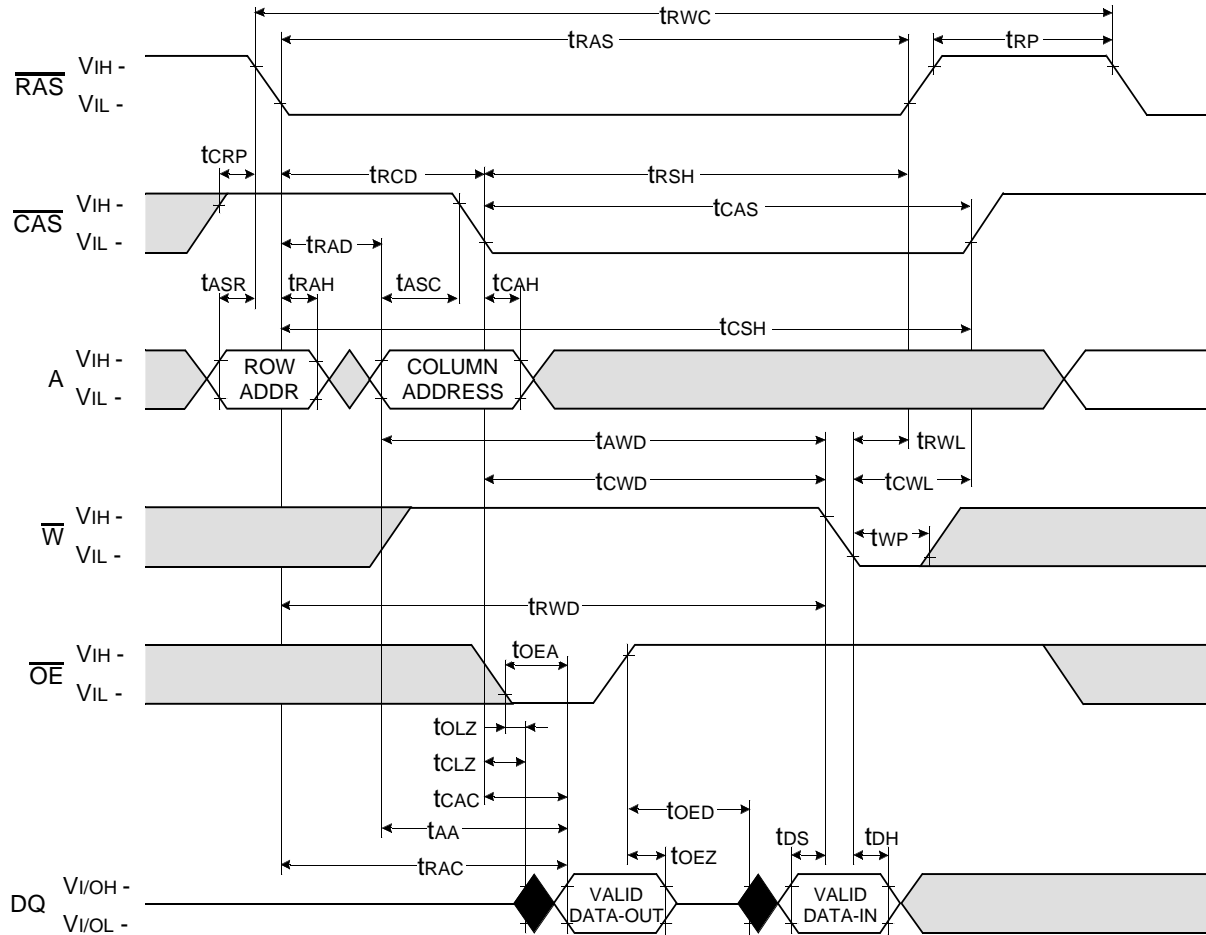 tRWC
tRAS
tRP
RAS
VIH -
VIL -
tCRP
tRCD
tRSH
CAS
VIH -
VIL -
tCAS
tRAD
tASR
tRAH
tASC
tCAH
tCSH
A
VIH -
VIL -
ROW
ADDR
COLUMN
ADDRESS
tAWD
tRWL
tCWD
tCWL
W
VIH -
VIL -
tWP
tRWD
OE
VIH -
VIL -
tOEA
tOLZ
tCLZ
tCAC
tOED
tAA
tOEZ
tDS
tDH
tRAC
DQ
VI/OH -
VI/OL -
VALID
DATA-OUT
VALID
DATA-IN